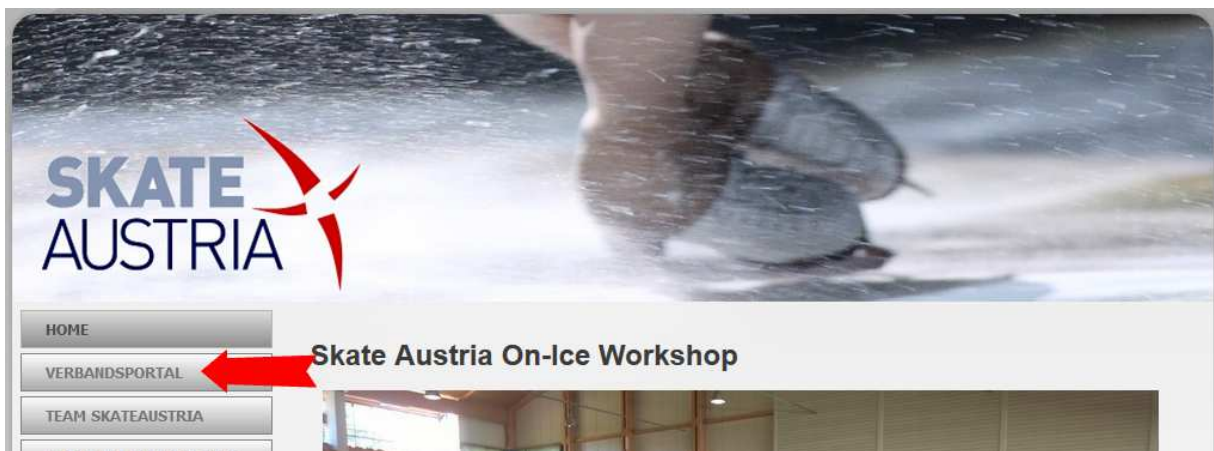 SKATE
AUSTRIA
HOME
VERBANDSPORTAL
TEAM SKATEAUSTRIA
Skate Austria On-Ice Workshop